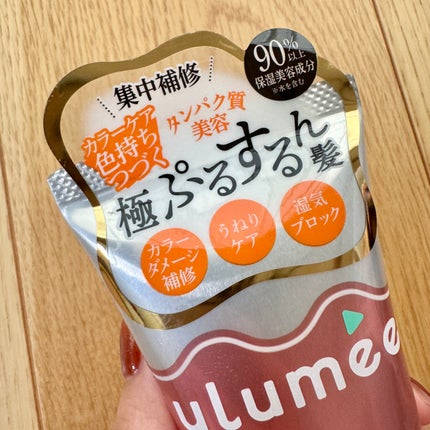 集中補修
90%以上
保湿美容成分
※水を含む
カラーケア
色持ち
つづく
タンパク質
美容
極ぷるするん髪
カラー
ダメージ
補修
うねり
ケア
湿気
ブロック
ululumee